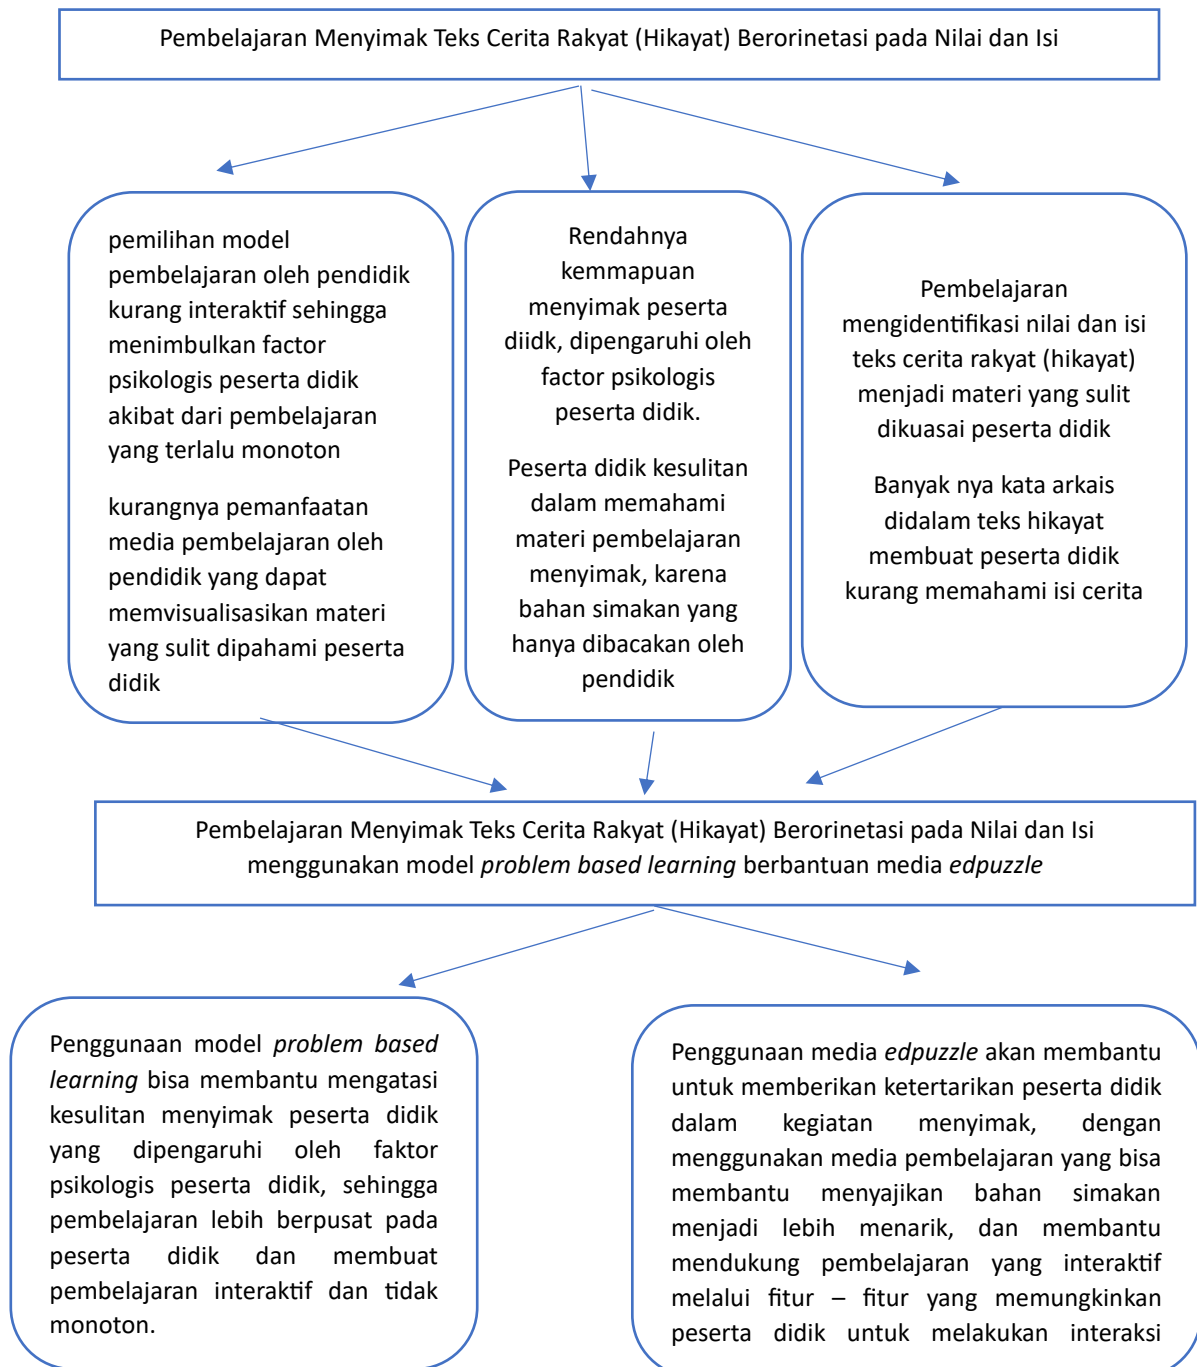 Pembelajaran Menyimak Teks Cerita Rakyat (Hikayat) Berorinetasi pada Nilai dan Isi
pemilihan model
pembelajaran oleh pendidik
kurang interaktif sehingga
menimbulkan factor
psikologis peserta didik
akibat dari pembelajaran
yang terlalu monoton
kurangnya pemanfaatan
media pembelajaran oleh
pendidik yang dapat
memvisualisasikan materi
yang sulit dipahami peserta
didik
Rendahnya
kemmapuan
menyimak peserta
diidk, dipengaruhi oleh
factor psikologis
peserta didik.
Peserta didik kesulitan
dalam memahami
materi pembelajaran
menyimak, karena
bahan simakan yang
hanya dibacakan oleh
pendidik
Pembelajaran
mengidentifikasi nilai dan isi
teks cerita rakyat (hikayat)
menjadi materi yang sulit
dikuasai peserta didik
Banyak nya kata arkais
didalam teks hikayat
membuat peserta didik
kurang memahami isi cerita
Pembelajaran Menyimak Teks Cerita Rakyat (Hikayat) Berorinetasi pada Nilai dan Isi
menggunakan model problem based learning berbantuan media edpuzzle
Penggunaan model problem based
learning bisa membantu mengatasi
kesulitan menyimak peserta didik
yang dipengaruhi oleh faktor
psikologis peserta didik, sehingga
pembelajaran lebih berpusat pada
peserta didik dan membuat
pembelajaran interaktif dan tidak
monoton.
Penggunaan media edpuzzle akan membantu
untuk memberikan ketertarikan peserta didik
dalam kegiatan menyimak, dengan
menggunakan media pembelajaran yang bisa
membantu menyajikan bahan simakan
menjadi lebih menarik, dan membantu
mendukung pembelajaran yang interaktif
melalui fitur – fitur yang memungkinkan
peserta didik untuk melakukan interaksi